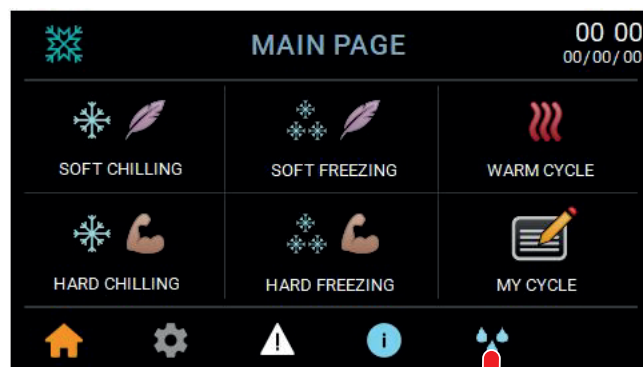 MAIN PAGE
00 00
00/00/00
SOFT CHILLING
SOFT FREEZING
WARM CYCLE
HARD CHILLING
HARD FREEZING
MY CYCLE